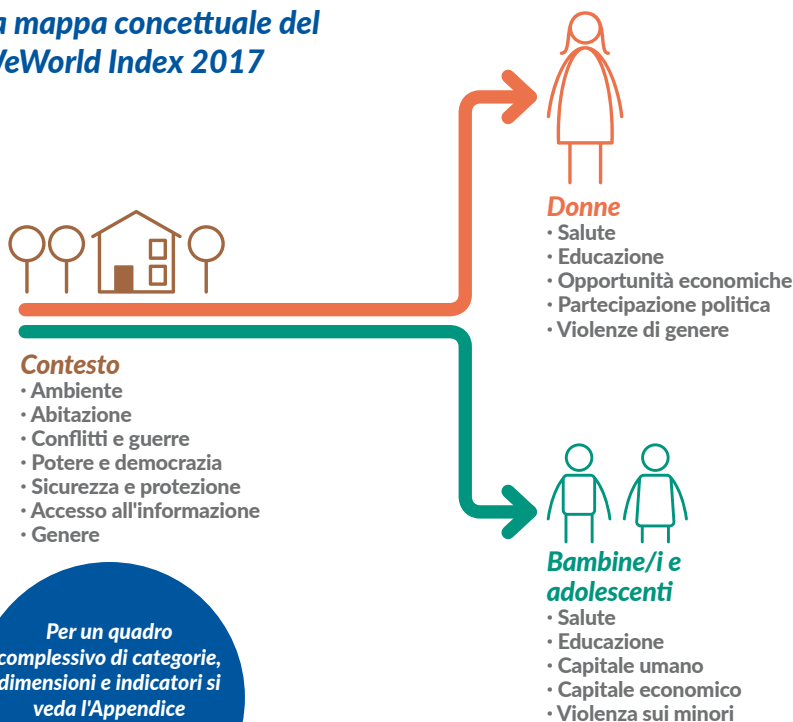 a mappa concettuale del
WeWorld Index 2017
Donne
· Salute
· Educazione
· Opportunità economiche
· Partecipazione politica
· Violenze di genere
Contesto
· Ambiente
· Abitazione
· Conflitti e guerre
· Potere e democrazia
· Sicurezza e protezione
· Accesso all'informazione
· Genere
Bambine/i e
adolescenti
· Salute
· Educazione
· Capitale umano
· Capitale economico
· Violenza sui minori
Per un quadro
complessivo di categorie,
dimensioni e indicatori si
veda l'Appendice